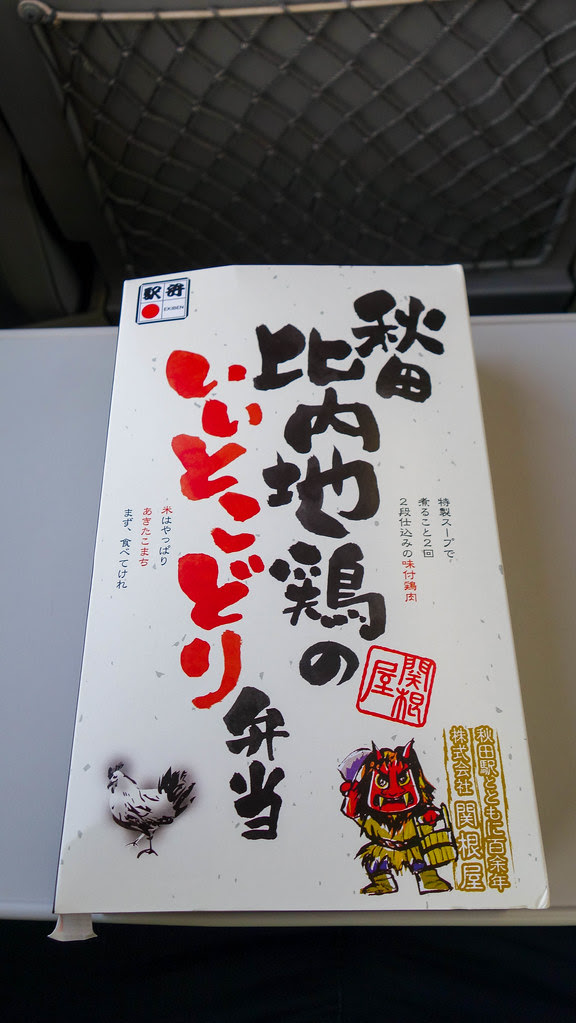 駅弁
EKIBEN
秋田
比内地鶏の
いいとこどり
弁当
特製スープで
煮ること2回
2段仕込みの味付鶏肉
米はやっぱり
あきたこまち
まず、食べてけれ
関根屋
秋田駅とともに百余年
株式会社 関根屋